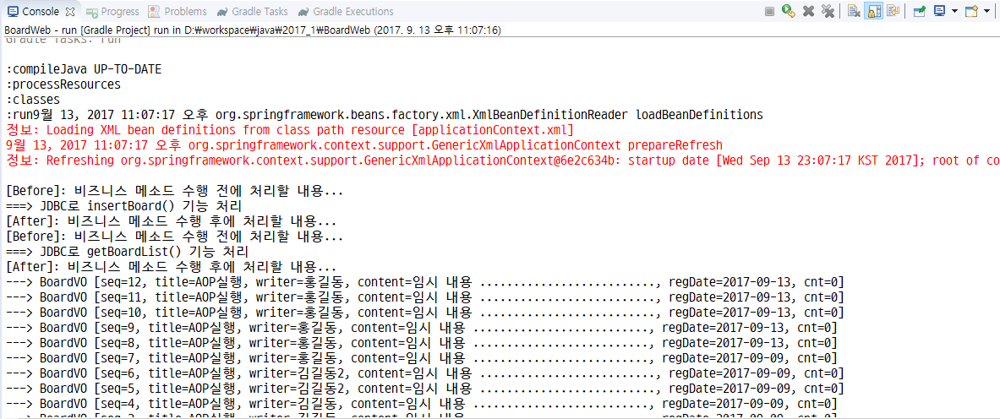 Console Progress Problems Gradle Tasks Gradle Executions
BoardWeb - run [Gradle Project] run in D:₩workspace₩java₩2017_1₩BoardWeb (2017. 9. 13 오후 11:07:16)
Gradle Tasks: run
:compileJava UP-TO-DATE
:processResources
:classes
:run9월 13, 2017 11:07:17 오후 org.springframework.beans.factory.xml.XmlBeanDefinitionReader loadBeanDefinitions
정보: Loading XML bean definitions from class path resource [applicationContext.xml]
9월 13, 2017 11:07:17 오후 org.springframework.context.support.GenericXmlApplicationContext prepareRefresh
정보: Refreshing org.springframework.context.support.GenericXmlApplicationContext@6e2c634b: startup date [Wed Sep 13 23:07:17 KST 2017]; root of co
[Before]: 비즈니스 메소드 수행 전에 처리할 내용...
===> JDBC로 insertBoard() 기능 처리
[After]: 비즈니스 메소드 수행 후에 처리할 내용...
[Before]: 비즈니스 메소드 수행 전에 처리할 내용...
===> JDBC로 getBoardList() 기능 처리
[After]: 비즈니스 메소드 수행 후에 처리할 내용...
---> BoardVO [seq=12, title=AOP실행, writer=홍길동, content=임시 내용 .........................., regDate=2017-09-13, cnt=0]
---> BoardVO [seq=11, title=AOP실행, writer=홍길동, content=임시 내용 .........................., regDate=2017-09-13, cnt=0]
---> BoardVO [seq=10, title=AOP실행, writer=홍길동, content=임시 내용 .........................., regDate=2017-09-13, cnt=0]
---> BoardVO [seq=9, title=AOP실행, writer=홍길동, content=임시 내용 .........................., regDate=2017-09-13, cnt=0]
---> BoardVO [seq=8, title=AOP실행, writer=홍길동, content=임시 내용 .........................., regDate=2017-09-13, cnt=0]
---> BoardVO [seq=7, title=AOP실행, writer=홍길동, content=임시 내용 .........................., regDate=2017-09-09, cnt=0]
---> BoardVO [seq=6, title=AOP실행, writer=김길동2, content=임시 내용 .........................., regDate=2017-09-09, cnt=0]
---> BoardVO [seq=5, title=AOP실행, writer=김길동2, content=임시 내용 .........................., regDate=2017-09-09, cnt=0]
---> BoardVO [seq=4, title=AOP실행, writer=김길동, content=임시 내용 .........................., regDate=2017-09-09, cnt=0]